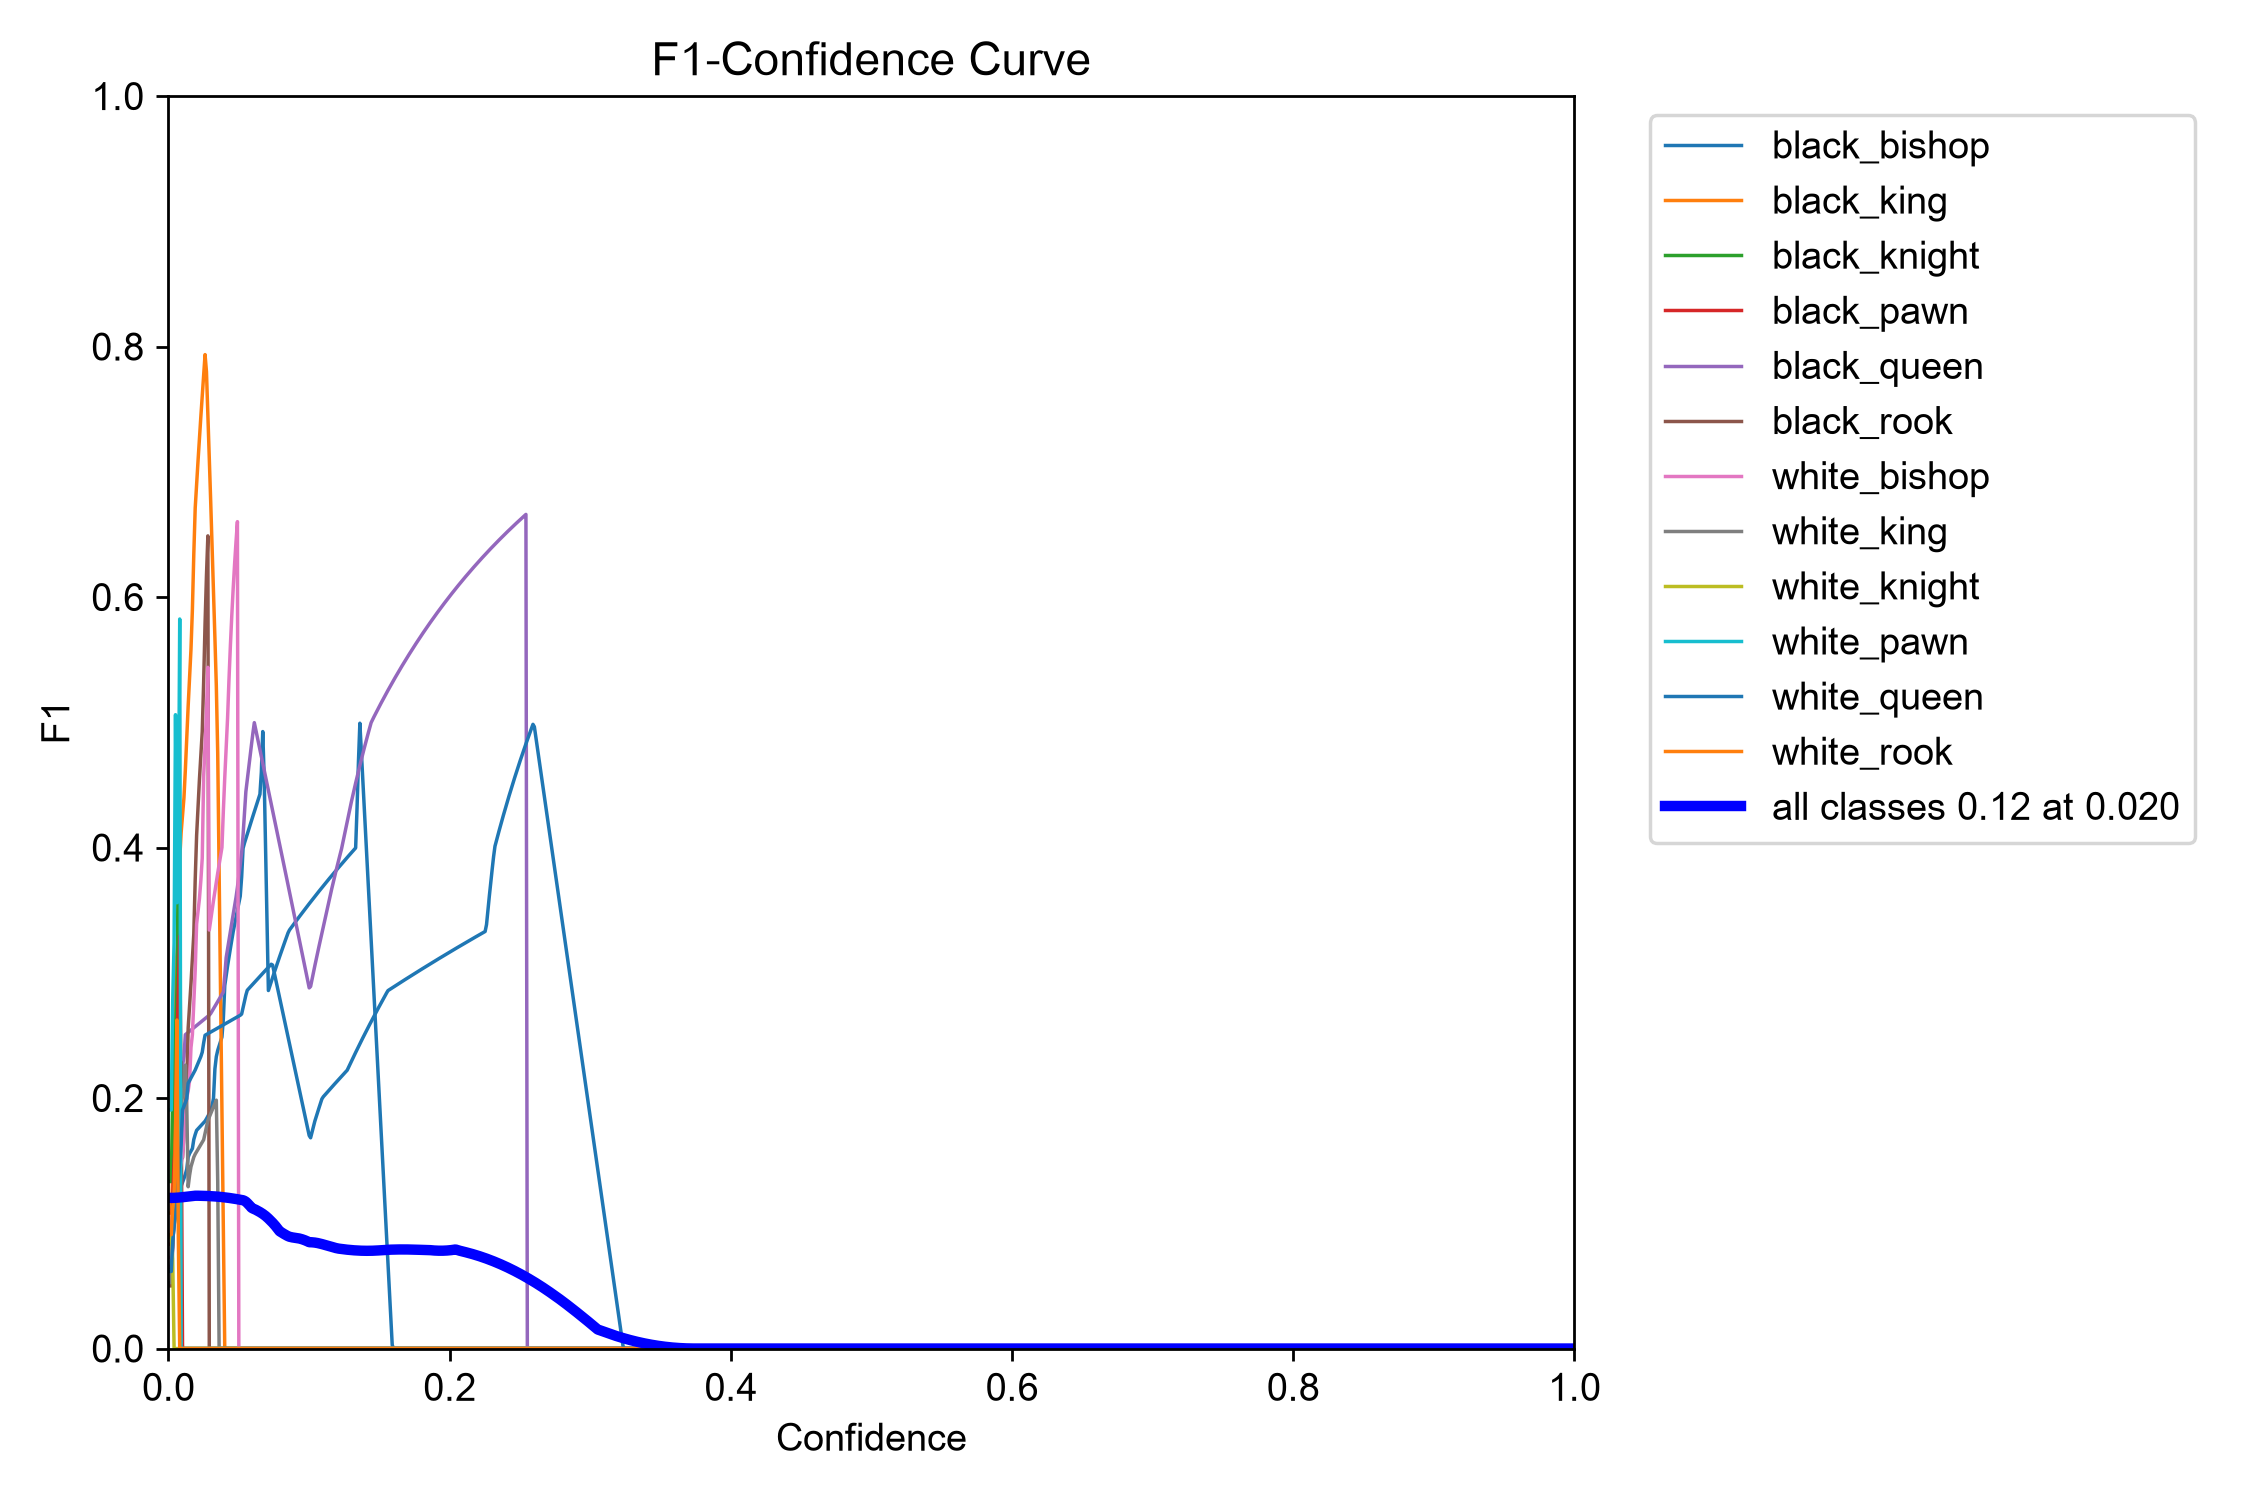 F1-Confidence Curve
1.0
0.8
0.6
0.4
0.2
0.0
F1
0.0 0.2 0.4 0.6 0.8 1.0
Confidence
black_bishop
black_king
black_knight
black_pawn
black_queen
black_rook
white_bishop
white_king
white_knight
white_pawn
white_queen
white_rook
all classes 0.12 at 0.020